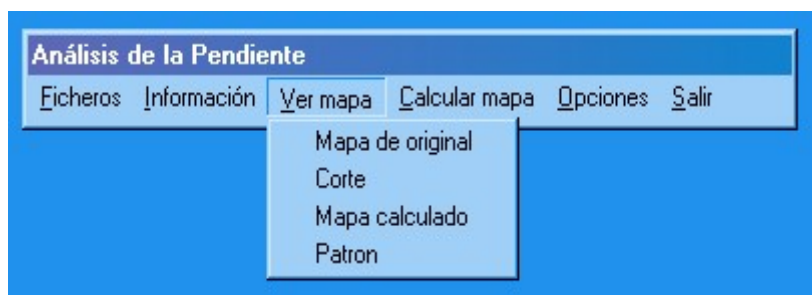 Análisis de la Pendiente
Ficheros Información Ver mapa Calcular mapa Opciones Salir
Mapa de original
Corte
Mapa calculado
Patron